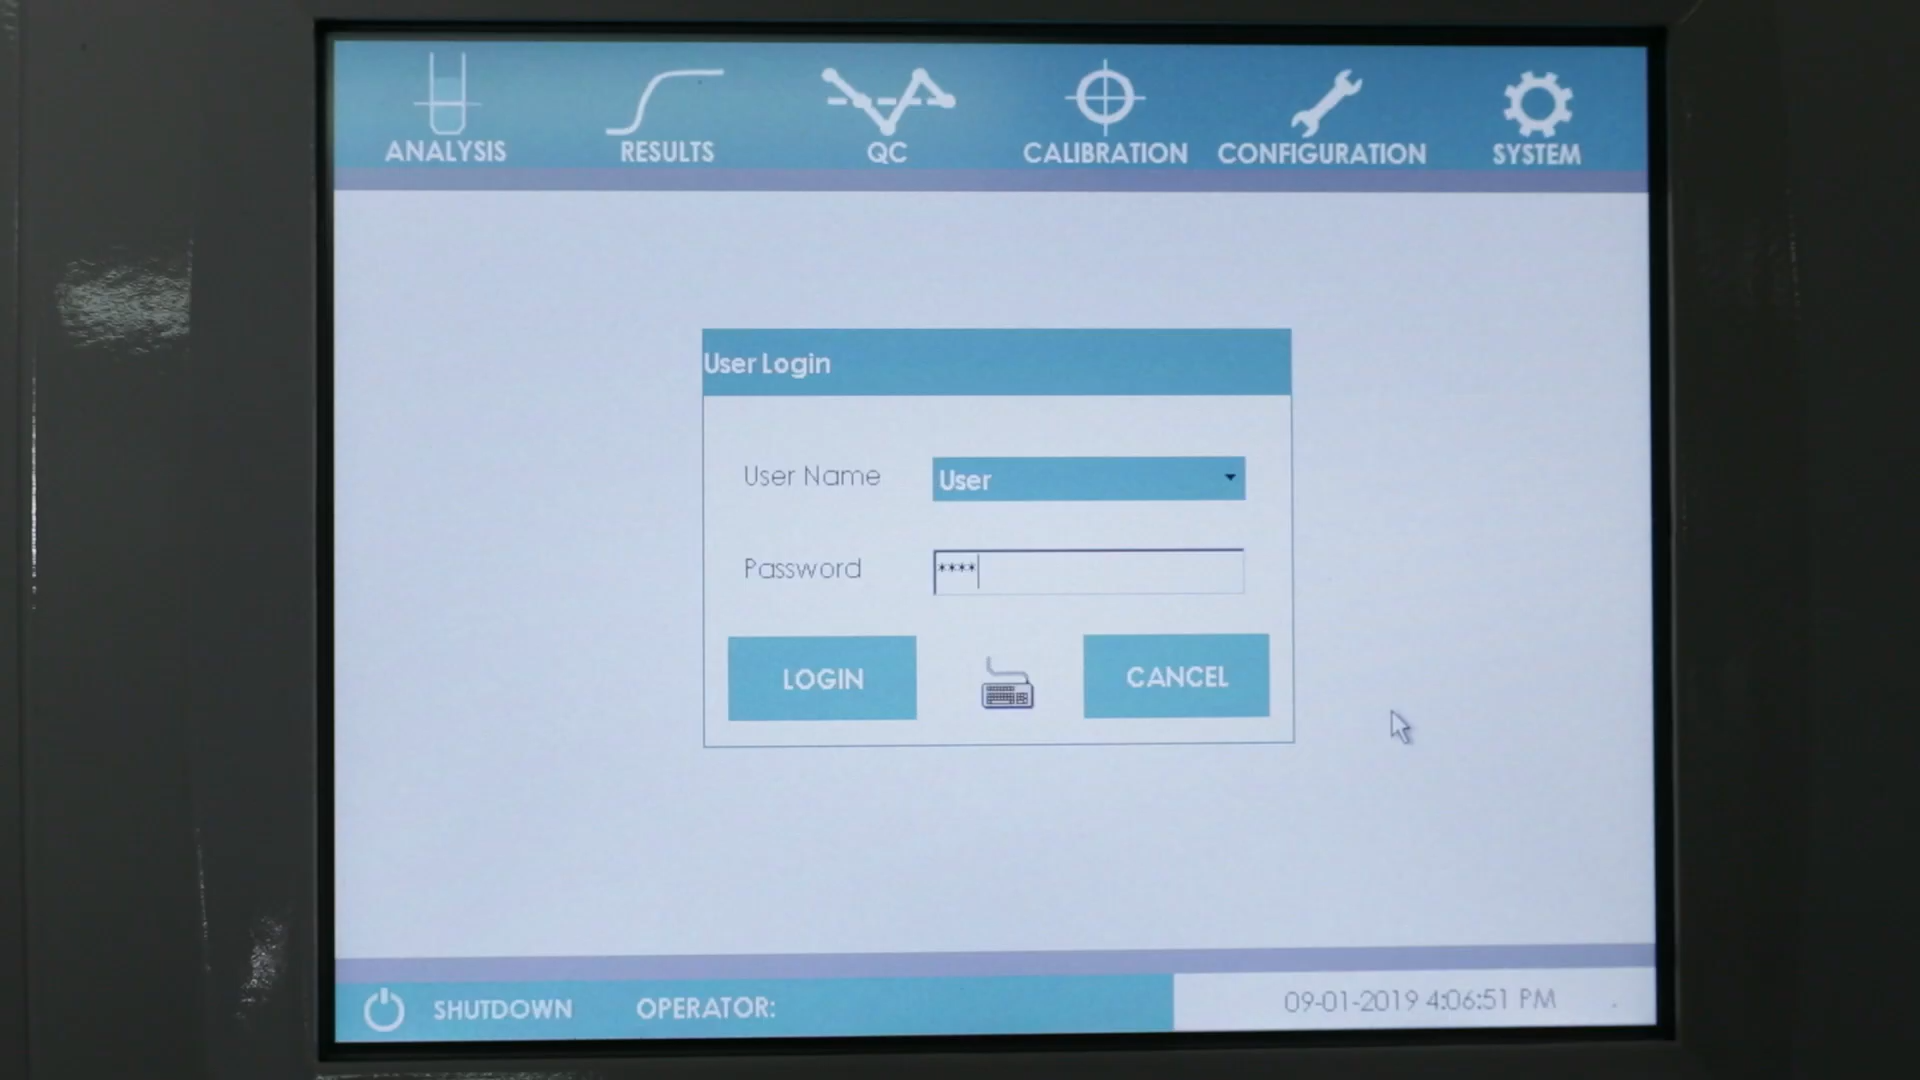 ANALYSIS RESULTS QC CALIBRATION CONFIGURATION SYSTEM
User Login
User Name User
Password ****
LOGIN CANCEL
SHUTDOWN OPERATOR: 09-01-2019 4:06:51 PM